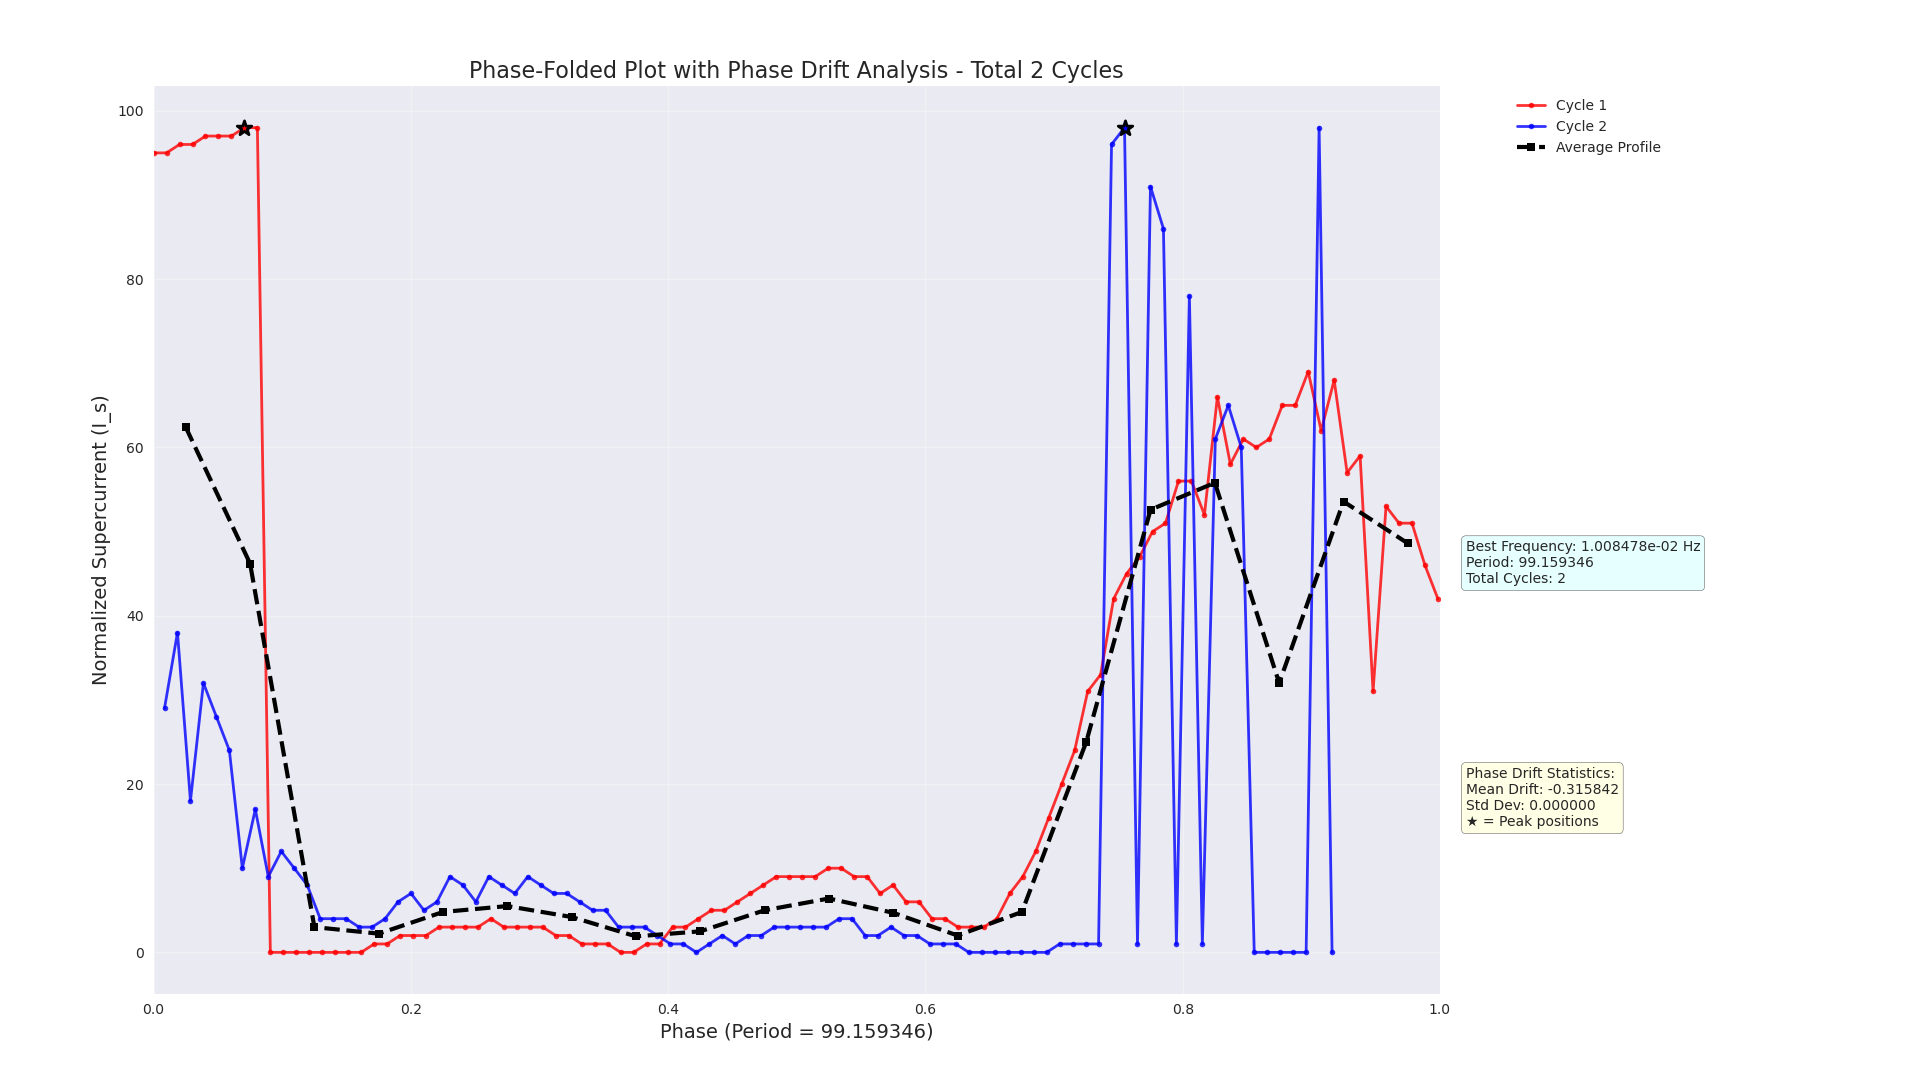 Phase-Folded Plot with Phase Drift Analysis - Total 2 Cycles
Normalized Supercurrent (I_s)
100
80
60
40
20
0
0.0
0.2
0.4
0.6
0.8
1.0
Phase (Period = 99.159346)
Cycle 1
Cycle 2
Average Profile
Best Frequency: 1.008478e-02 Hz
Period: 99.159346
Total Cycles: 2
Phase Drift Statistics:
Mean Drift: -0.315842
Std Dev: 0.000000
★ = Peak positions